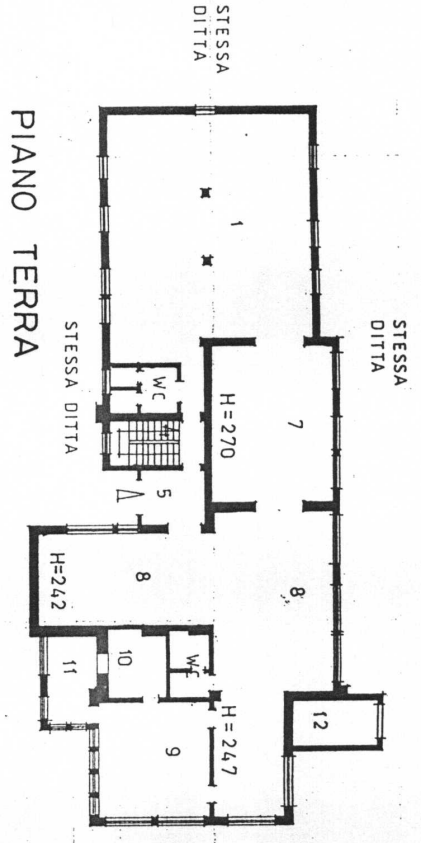 PIANO TERRA
STESSA
DITTA
STESSA
DITTA
STESSA DITTA
1
WC
7
H=270
5
8
H=242
8
WC
10
11
H=247
9
12